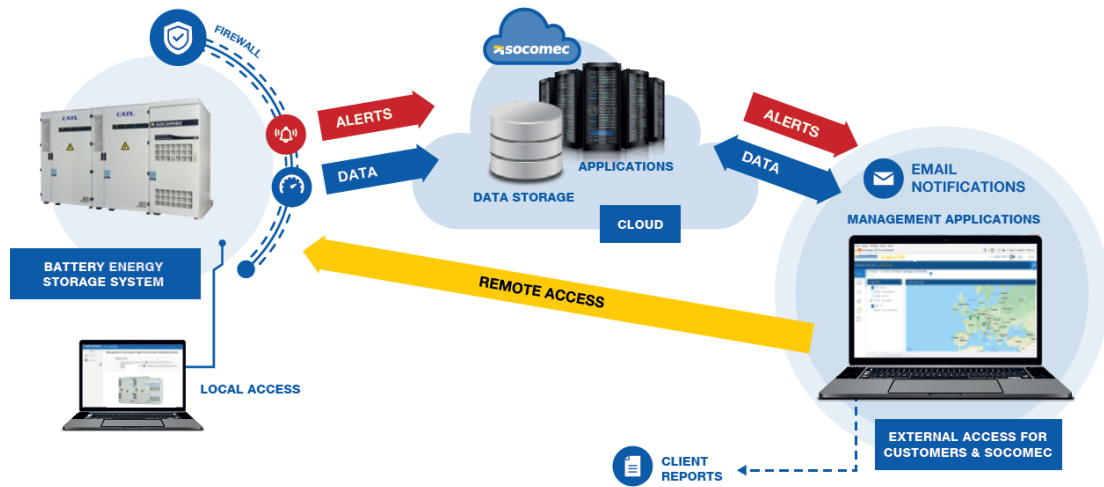 FIREWALL
socomec
CATL
CATL
SOCOMEC
ALERTS
DATA
APPLICATIONS
DATA STORAGE
CLOUD
ALERTS
DATA
EMAIL
NOTIFICATIONS
MANAGEMENT APPLICATIONS
BATTERY ENERGY
STORAGE SYSTEM
REMOTE ACCESS
LOCAL ACCESS
EXTERNAL ACCESS FOR
CUSTOMERS & SOCOMEC
CLIENT
REPORTS